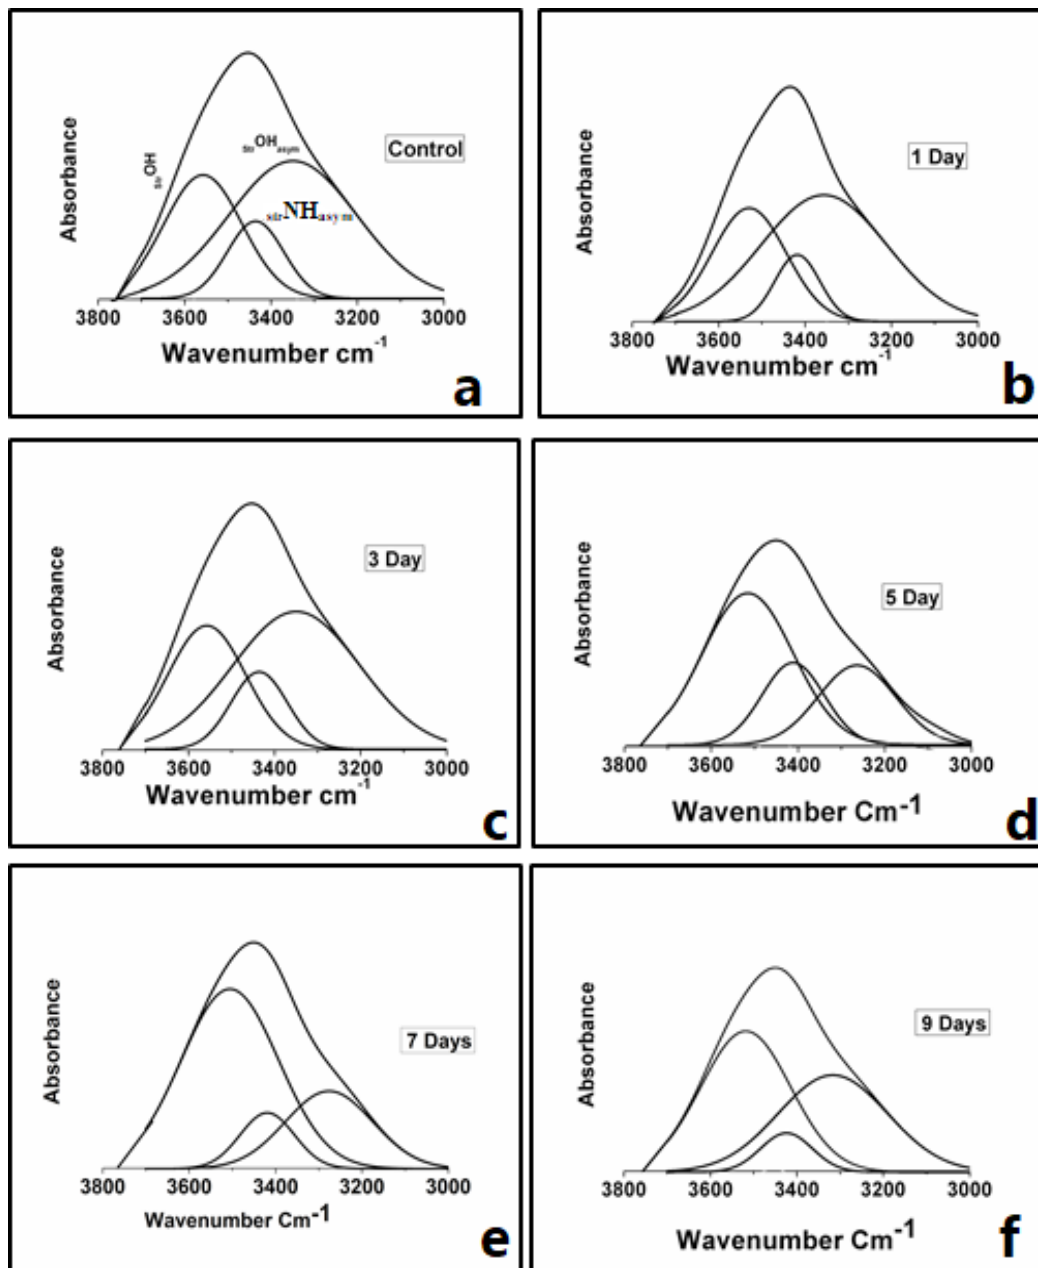 Absorbance
strOH
StrOHasym
strNHasym
Control
3800 3600 3400 3200 3000
Wavenumber cm-1
a
Absorbance
1 Day
3800 3600 3400 3200 3000
Wavenumber cm-1
b
Absorbance
3 Day
3800 3600 3400 3200 3000
Wavenumber cm-1
c
Absorbance
5 Day
3800 3600 3400 3200 3000
Wavenumber Cm-1
d
Absorbance
7 Days
3800 3600 3400 3200 3000
Wavenumber Cm-1
e
Absorbance
9 Days
3800 3600 3400 3200 3000
Wavenumber Cm-1
f